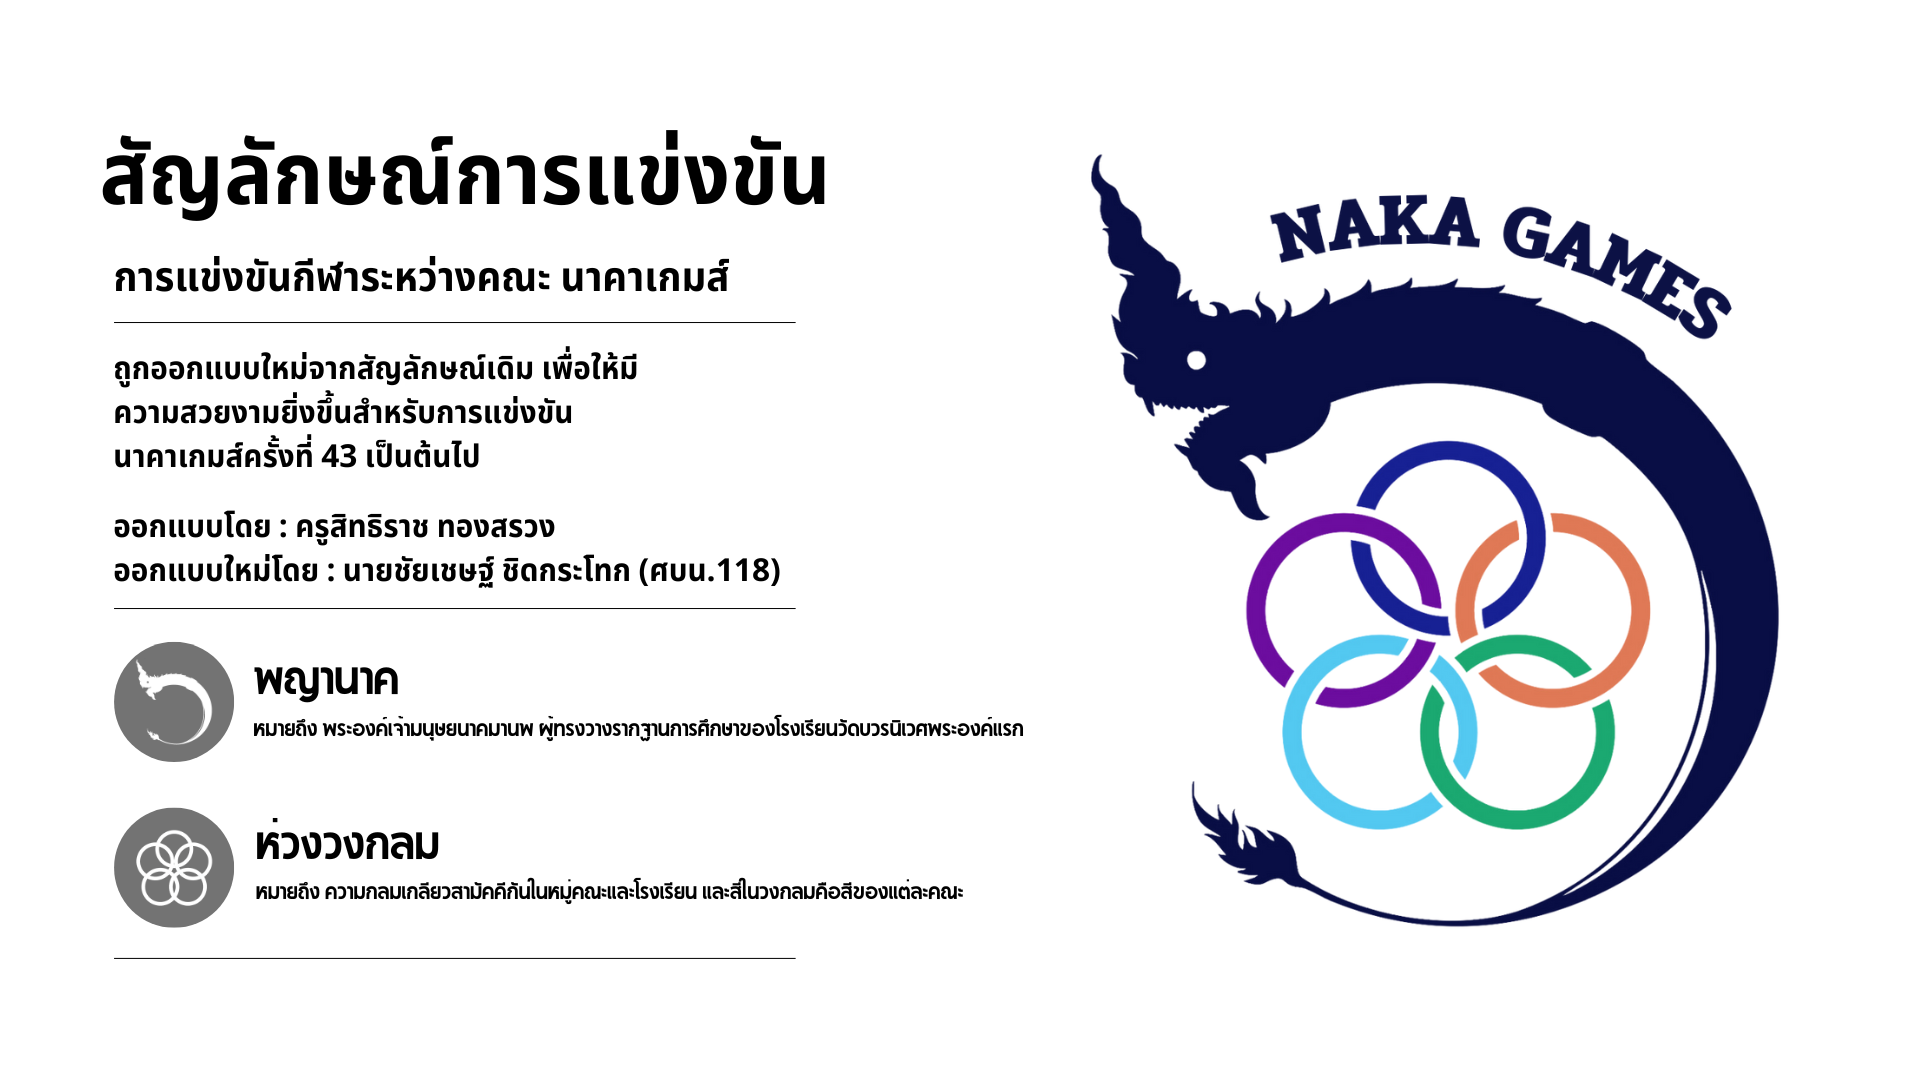 สัญลักษณ์การแข่งขัน
การแข่งขันกีฬาระหว่างคณะ นาคาเกมส์
ถูกออกแบบใหม่จากสัญลักษณ์เดิม เพื่อให้มี
ความสวยงามยิ่งขึ้นสำหรับการแข่งขัน
นาคาเกมส์ครั้งที่ 43 เป็นต้นไป
ออกแบบโดย : ครูสิทธิราช ทองสรวง
ออกแบบใหม่โดย : นายชัยเชษฐ์ ชิดกระโทก (ศบน.118)
พญานาค
หมายถึง พระองค์เจ้ามนุษยนาคมานพ ผู้ทรงวางรากฐานการศึกษาของโรงเรียนวัดบวรนิเวศพระองค์แรก
ห่วงวงกลม
หมายถึง ความกลมเกลียวสามัคคีกันในหมู่คณะและโรงเรียน และสีในวงกลมคือสีของแต่ละคณะ
NAKA GAMES